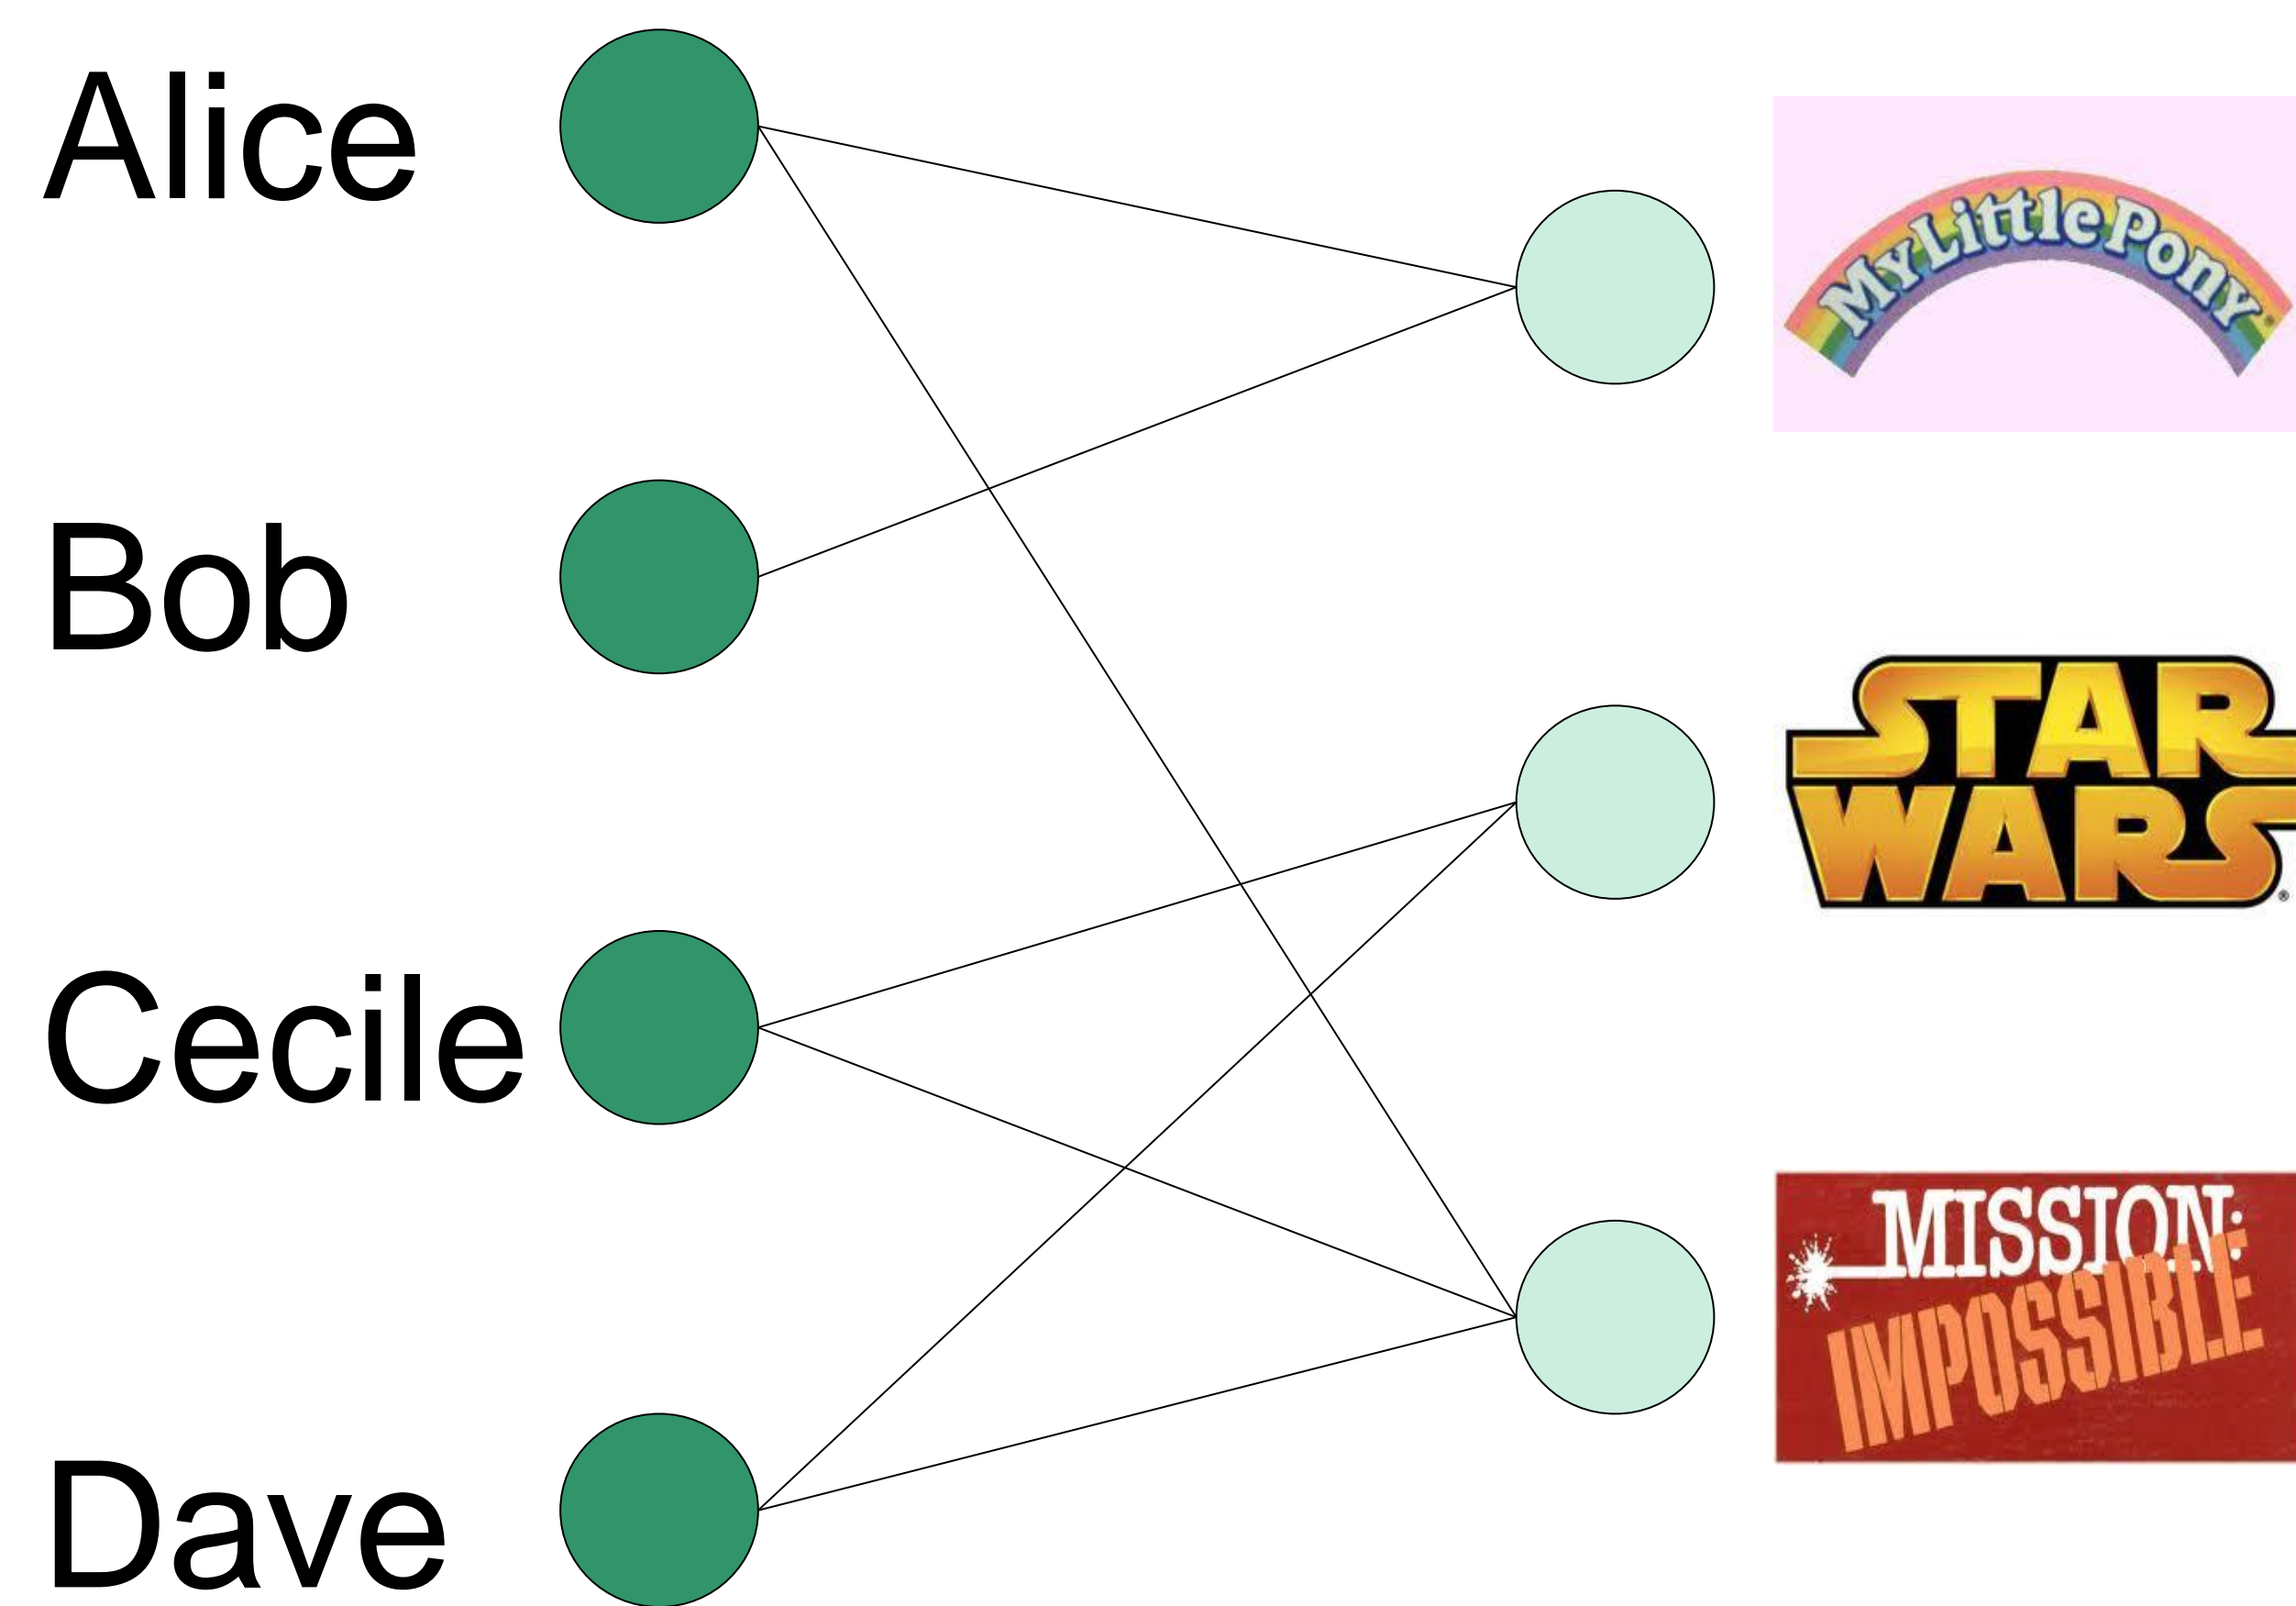 Alice
My Little Pony
Bob
STAR
WARS
Cecile
MISSION:
IMPOSSIBLE
Dave